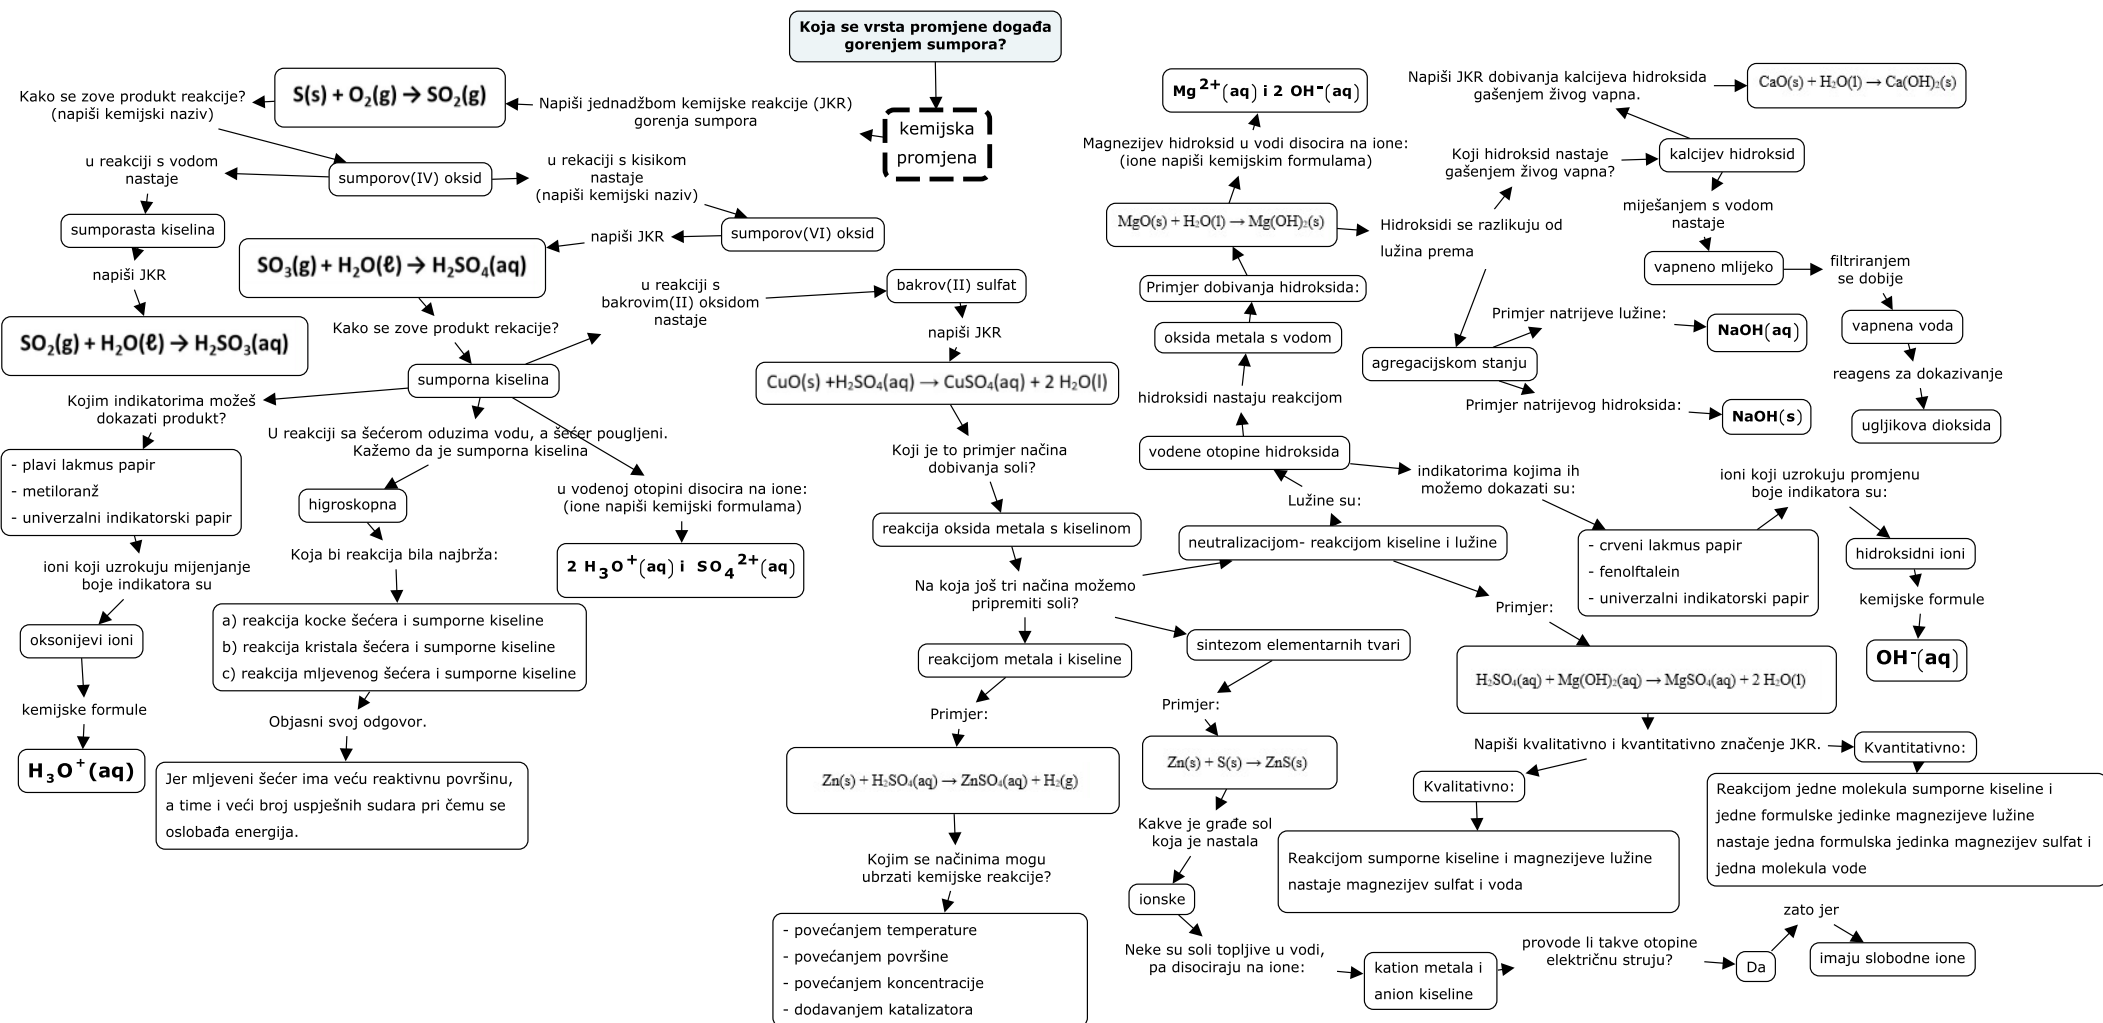 Koja se vrsta promjene događa
gorenjem sumpora?
kemijska
promjena
Napiši jednadžbom kemijske reakcije (JKR)
gorenja sumpora
S(s) + O₂(g) → SO₂(g)
Kako se zove produkt reakcije?
(napiši kemijski naziv)
sumporov(IV) oksid
u reakciji s vodom
nastaje
sumporasta kiselina
napiši JKR
SO₂(g) + H₂O(ℓ) → H₂SO₃(aq)
u rekaciji s kisikom
nastaje
(napiši kemijski naziv)
sumporov(VI) oksid
napiši JKR
SO₃(g) + H₂O(ℓ) → H₂SO₄(aq)
Kako se zove produkt rekacije?
sumporna kiselina
Kojim indikatorima možeš
dokazati produkt?
- plavi lakmus papir
- metiloranž
- univerzalni indikatorski papir
ioni koji uzrokuju mijenjanje
boje indikatora su
oksonijevi ioni
kemijske formule
H₃O⁺(aq)
U reakciji sa šećerom oduzima vodu, a šećer pougljeni.
Kažemo da je sumporna kiselina
higroskopna
Koja bi reakcija bila najbrža:
a) reakcija kocke šećera i sumporne kiseline
b) reakcija kristala šećera i sumporne kiseline
c) reakcija mljevenog šećera i sumporne kiseline
Objasni svoj odgovor.
Jer mljeveni šećer ima veću reaktivnu površinu,
a time i veći broj uspješnih sudara pri čemu se
oslobađa energija.
u vodenoj otopini disocira na ione:
(ione napiši kemijski formulama)
2 H₃O⁺(aq) i SO₄²⁺(aq)
u reakciji s
bakrovim(II) oksidom
nastaje
bakrov(II) sulfat
napiši JKR
CuO(s) +H₂SO₄(aq) → CuSO₄(aq) + 2 H₂O(l)
Koji je to primjer načina
dobivanja soli?
reakcija oksida metala s kiselinom
Na koja još tri načina možemo
pripremiti soli?
reakcijom metala i kiseline
Primjer:
Zn(s) + H₂SO₄(aq) → ZnSO₄(aq) + H₂(g)
Kojim se načinima mogu
ubrzati kemijske reakcije?
- povećanjem temperature
- povećanjem površine
- povećanjem koncentracije
- dodavanjem katalizatora
sintezom elementarnih tvari
Primjer:
Zn(s) + S(s) → ZnS(s)
Kakve je građe sol
koja je nastala
ionske
Neke su soli topljive u vodi,
pa disociraju na ione:
kation metala i
anion kiseline
provode li takve otopine
električnu struju?
Da
zato jer
imaju slobodne ione
neutralizacijom- reakcijom kiseline i lužine
Primjer:
H₂SO₄(aq) + Mg(OH)₂(aq) → MgSO₄(aq) + 2 H₂O(l)
Napiši kvalitativno i kvantitativno značenje JKR.
Kvalitativno:
Reakcijom sumporne kiseline i magnezijeve lužine
nastaje magnezijev sulfat i voda
Kvantitativno:
Reakcijom jedne molekula sumporne kiseline i
jedne formulske jedinke magnezijeve lužine
nastaje jedna formulska jedinka magnezijev sulfat i
jedna molekula vode
Lužine su:
vodene otopine hidroksida
indikatorima kojima ih
možemo dokazati su:
- crveni lakmus papir
- fenolftalein
- univerzalni indikatorski papir
ioni koji uzrokuju promjenu
boje indikatora su:
hidroksidni ioni
kemijske formule
OH⁻(aq)
hidroksidi nastaju reakcijom
oksida metala s vodom
Primjer dobivanja hidroksida:
MgO(s) + H₂O(l) → Mg(OH)₂(s)
Magnezijev hidroksid u vodi disocira na ione:
(ione napiši kemijskim formulama)
Mg²⁺(aq) i 2 OH⁻(aq)
Hidroksidi se razlikuju od
lužina prema
agregacijskom stanju
Primjer natrijeve lužine:
NaOH(aq)
Primjer natrijevog hidroksida:
NaOH(s)
Koji hidroksid nastaje
gašenjem živog vapna?
kalcijev hidroksid
Napiši JKR dobivanja kalcijeva hidroksida
gašenjem živog vapna.
CaO(s) + H₂O(l) → Ca(OH)₂(s)
miješanjem s vodom
nastaje
vapneno mlijeko
filtriranjem
se dobije
vapnena voda
reagens za dokazivanje
ugljikova dioksida